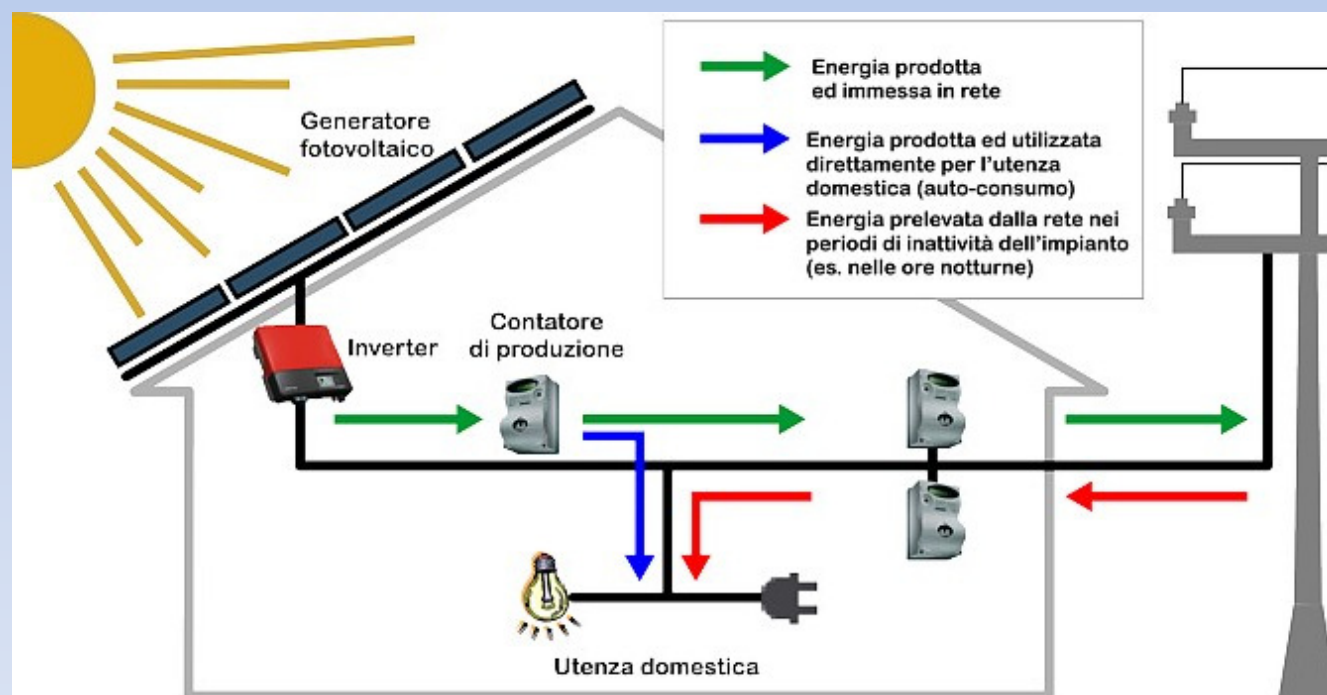 Energia prodotta
ed immessa in rete
Energia prodotta ed utilizzata
direttamente per l'utenza
domestica (auto-consumo)
Energia prelevata dalla rete nei
periodi di inattività dell'impianto
(es. nelle ore notturne)
Generatore
fotovoltaico
Inverter
Contatore
di produzione
Utenza domestica